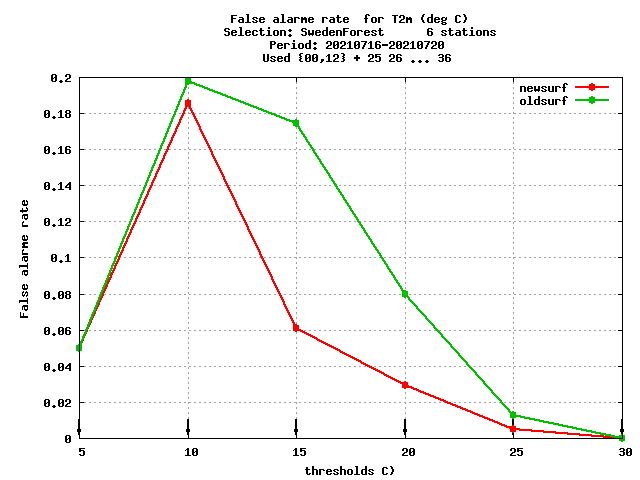 False alarme rate  for T2m (deg C)
Selection: SwedenForest      6 stations
Period: 20210716-20210720
Used {00,12} + 25 26 ... 36
newsurf
oldsurf
0.2
0.18
0.16
0.14
0.12
0.1
0.08
0.06
0.04
0.02
0
False alarme rate
5 10 15 20 25 30
thresholds C)